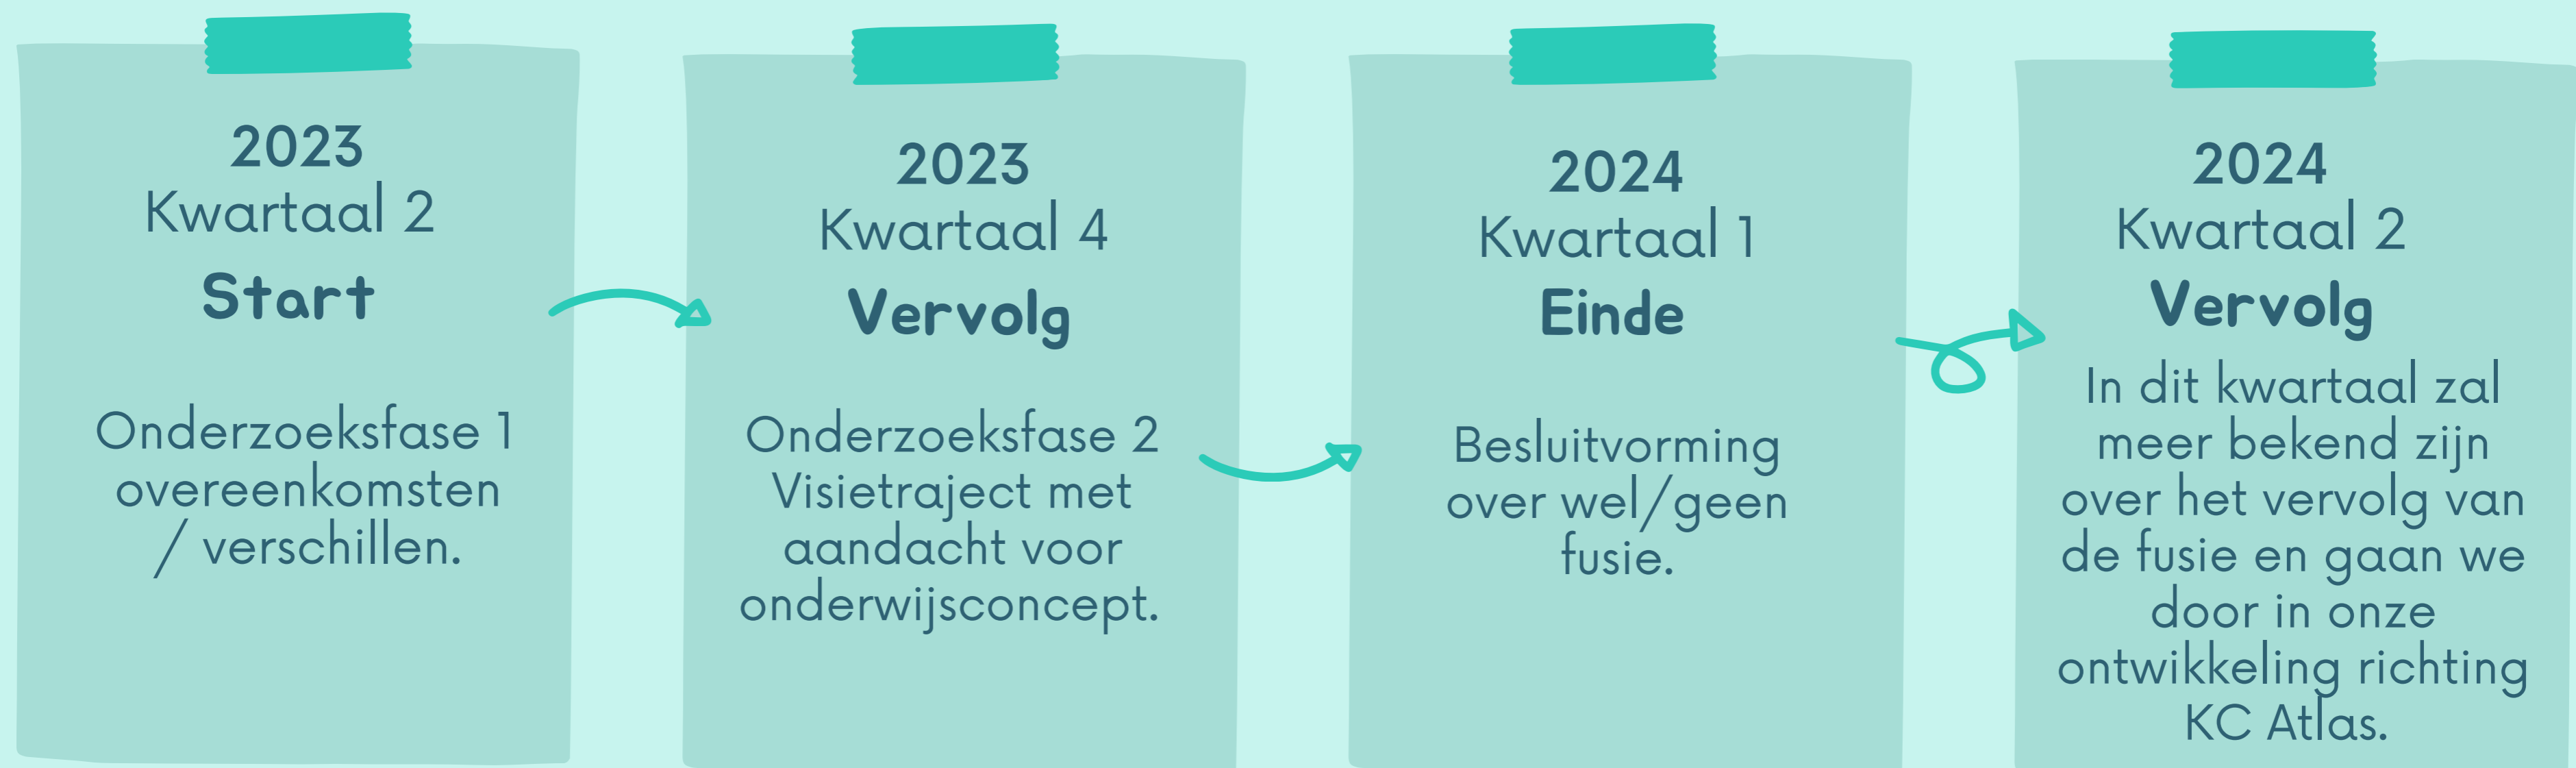 2023
Kwartaal 2
Start
Onderzoeksfase 1
overeenkomsten
/ verschillen.
2023
Kwartaal 4
Vervolg
Onderzoeksfase 2
Visietraject met
aandacht voor
onderwijsconcept.
2024
Kwartaal 1
Einde
Besluitvorming
over wel/geen
fusie.
2024
Kwartaal 2
Vervolg
In dit kwartaal zal
meer bekend zijn
over het vervolg van
de fusie en gaan we
door in onze
ontwikkeling richting
KC Atlas.